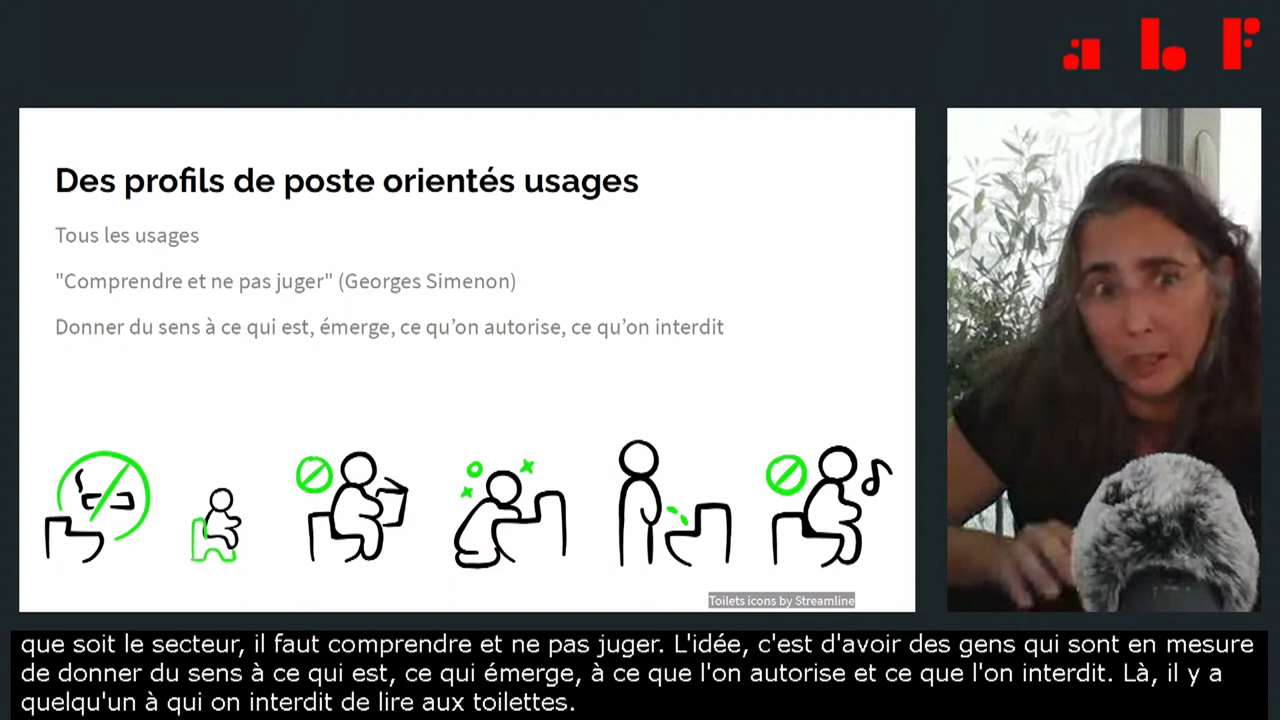 abf
Des profils de poste orientés usages
Tous les usages
"Comprendre et ne pas juger" (Georges Simenon)
Donner du sens à ce qui est, émerge, ce qu’on autorise, ce qu’on interdit
Toilets icons by Streamline
que soit le secteur, il faut comprendre et ne pas juger. L'idée, c'est d'avoir des gens qui sont en mesure
de donner du sens à ce qui est, ce qui émerge, à ce que l'on autorise et ce que l'on interdit. Là, il y a
quelqu'un à qui on interdit de lire aux toilettes.